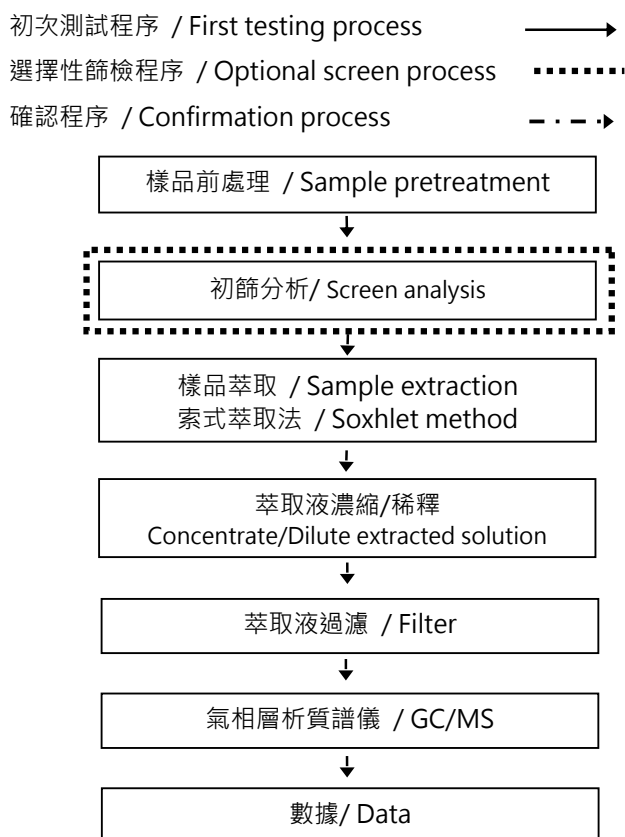 初次測試程序 / First testing process
選擇性篩檢程序 / Optional screen process
確認程序 / Confirmation process
樣品前處理 / Sample pretreatment
初篩分析/ Screen analysis
樣品萃取 / Sample extraction
索式萃取法 / Soxhlet method
萃取液濃縮/稀釋
Concentrate/Dilute extracted solution
萃取液過濾 / Filter
氣相層析質譜儀 / GC/MS
數據/ Data